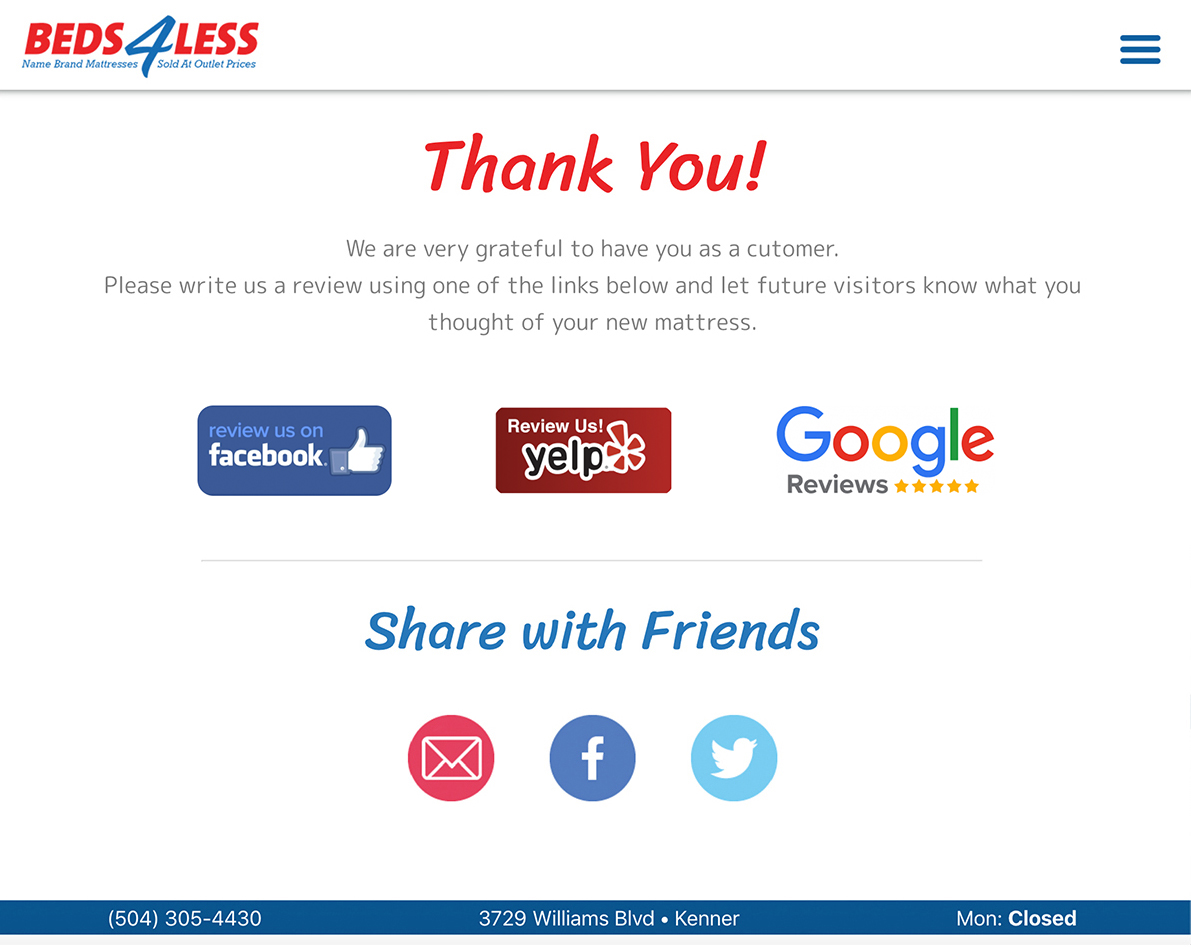 BEDS4LESS
Name Brand Mattresses Sold At Outlet Prices
Thank You!
We are very grateful to have you as a cutomer.
Please write us a review using one of the links below and let future visitors know what you
thought of your new mattress.
review us on
facebook.
Review Us!
yelp
Google
Reviews
Share with Friends
f
(504) 305-4430
3729 Williams Blvd • Kenner
Mon: Closed